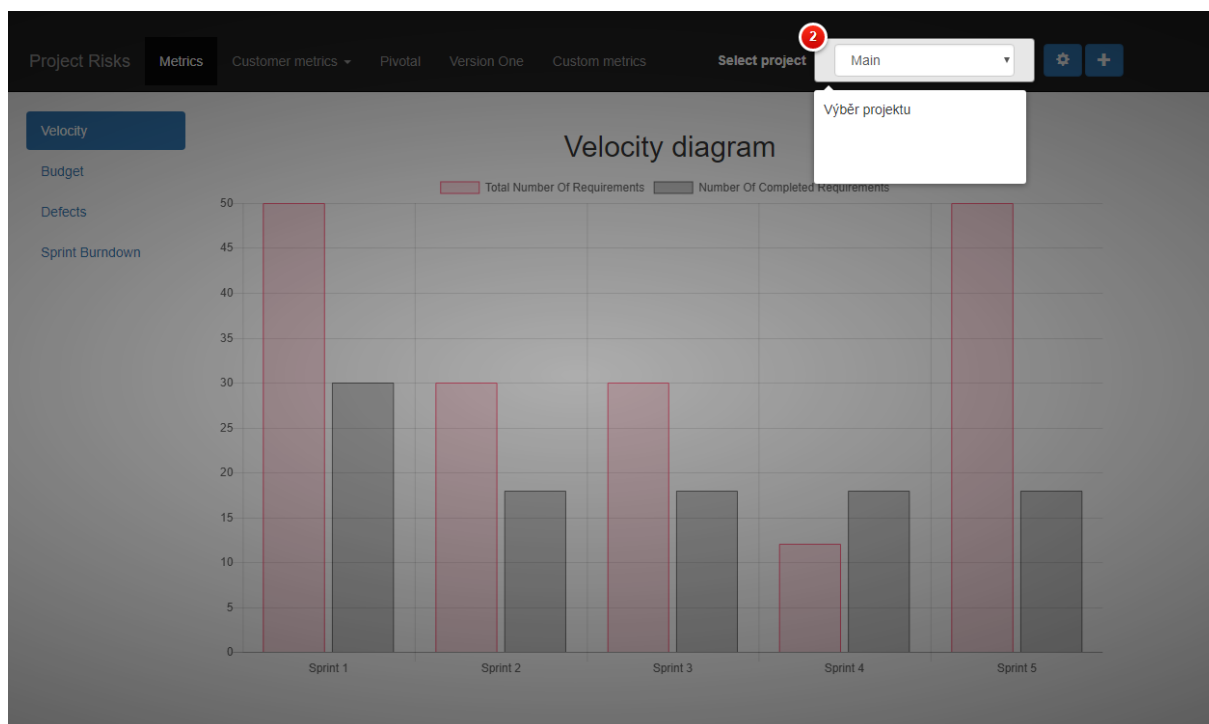 2
Project Risks Metrics Customer metrics Pivotal Version One Custom metrics Select project Main
Výběr projektu
Velocity
Budget
Defects
Sprint Burndown
Velocity diagram
Total Number Of Requirements Number Of Completed Requirements
50
45
40
35
30
25
20
15
10
5
0
Sprint 1 Sprint 2 Sprint 3 Sprint 4 Sprint 5